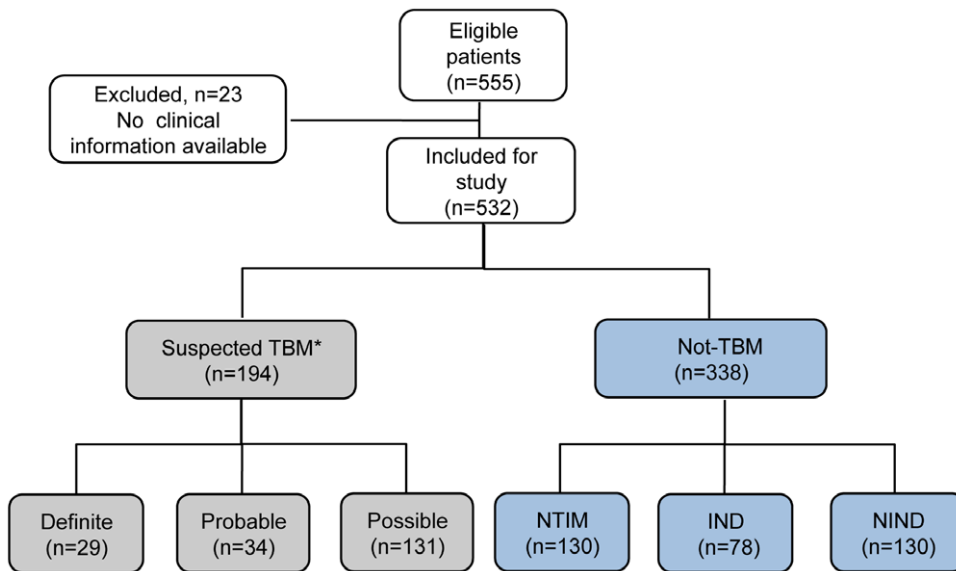 Eligible
patients
(n=555)
Excluded, n=23
No clinical
information available
Included for
study
(n=532)
Suspected TBM*
(n=194)
Not-TBM
(n=338)
Definite
(n=29)
Probable
(n=34)
Possible
(n=131)
NTIM
(n=130)
IND
(n=78)
NIND
(n=130)